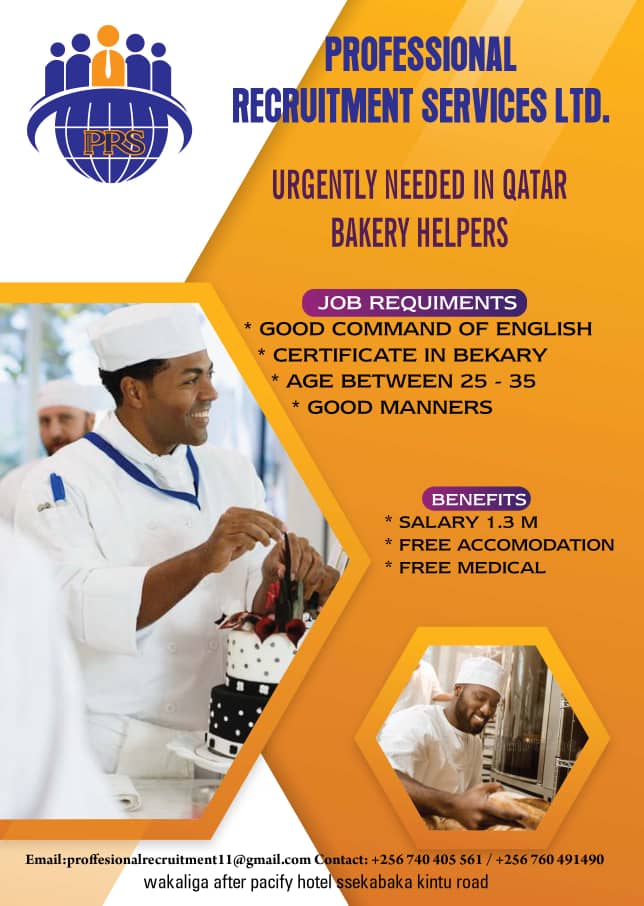 PRS
PROFESSIONAL
RECRUITMENT SERVICES LTD.
URGENTLY NEEDED IN QATAR
BAKERY HELPERS
JOB REQUIMENTS
* GOOD COMMAND OF ENGLISH
* CERTIFICATE IN BEKARY
* AGE BETWEEN 25 - 35
* GOOD MANNERS
BENEFITS
* SALARY 1.3 M
* FREE ACCOMODATION
* FREE MEDICAL
Email:proffesionalrecruitment11@gmail.com Contact: +256 740 405 561 / +256 760 491490
wakaliga after pacify hotel ssekabaka kintu road